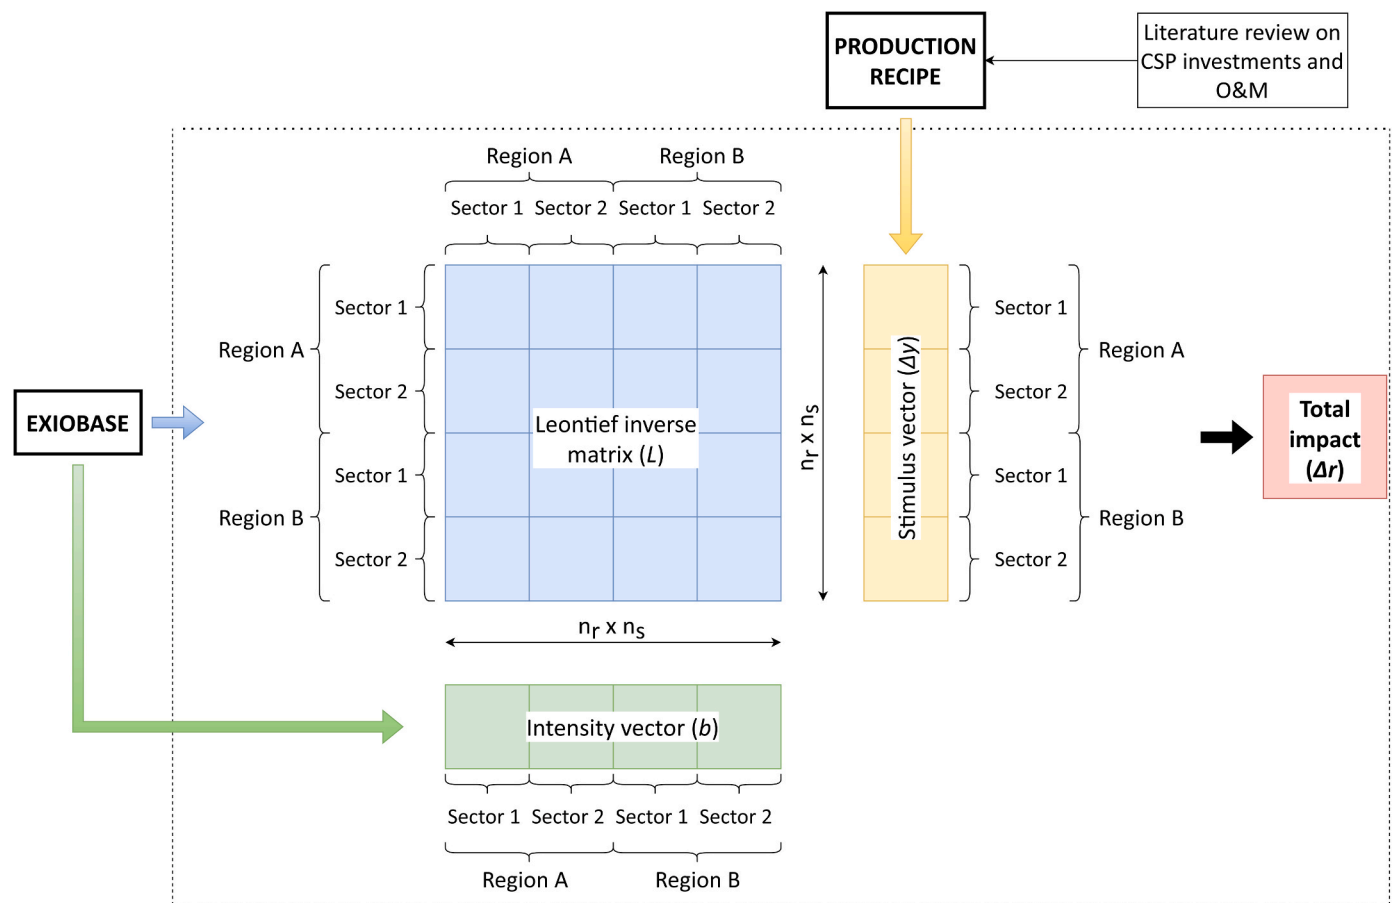 PRODUCTION
RECIPE
Literature review on
CSP investments and
O&M
Region A
Region B
Sector 1
Sector 2
Sector 1
Sector 2
Region A
Sector 1
Sector 2
Region B
Sector 1
Sector 2
EXIOBASE
Leontief inverse
matrix (L)
nr x ns
nr x ns
Stimulus vector (Δy)
Sector 1
Sector 2
Region A
Sector 1
Sector 2
Region B
Total
impact
(Δr)
Intensity vector (b)
Sector 1
Sector 2
Sector 1
Sector 2
Region A
Region B